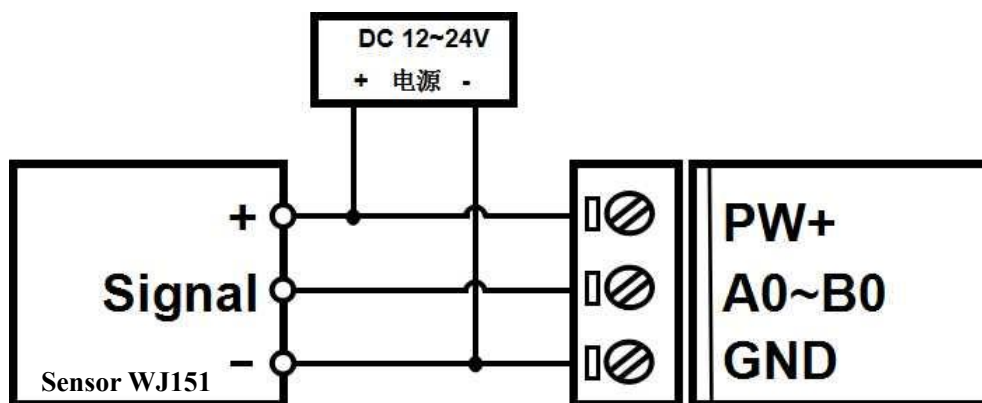 DC 12~24V
+ 电源 -
+
Signal
−
Sensor WJ151
PW+
A0~B0
GND